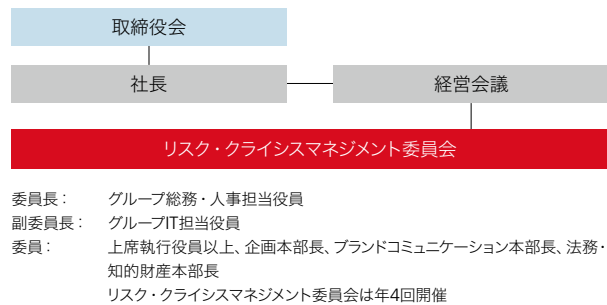 取締役会
社長
経営会議
リスク・クライシスマネジメント委員会
委員長： グループ総務・人事担当役員
副委員長： グループIT担当役員
委員： 上席執行役員以上、企画本部長、ブランドコミュニケーション本部長、法務・
知的財産本部長
リスク・クライシスマネジメント委員会は年4回開催